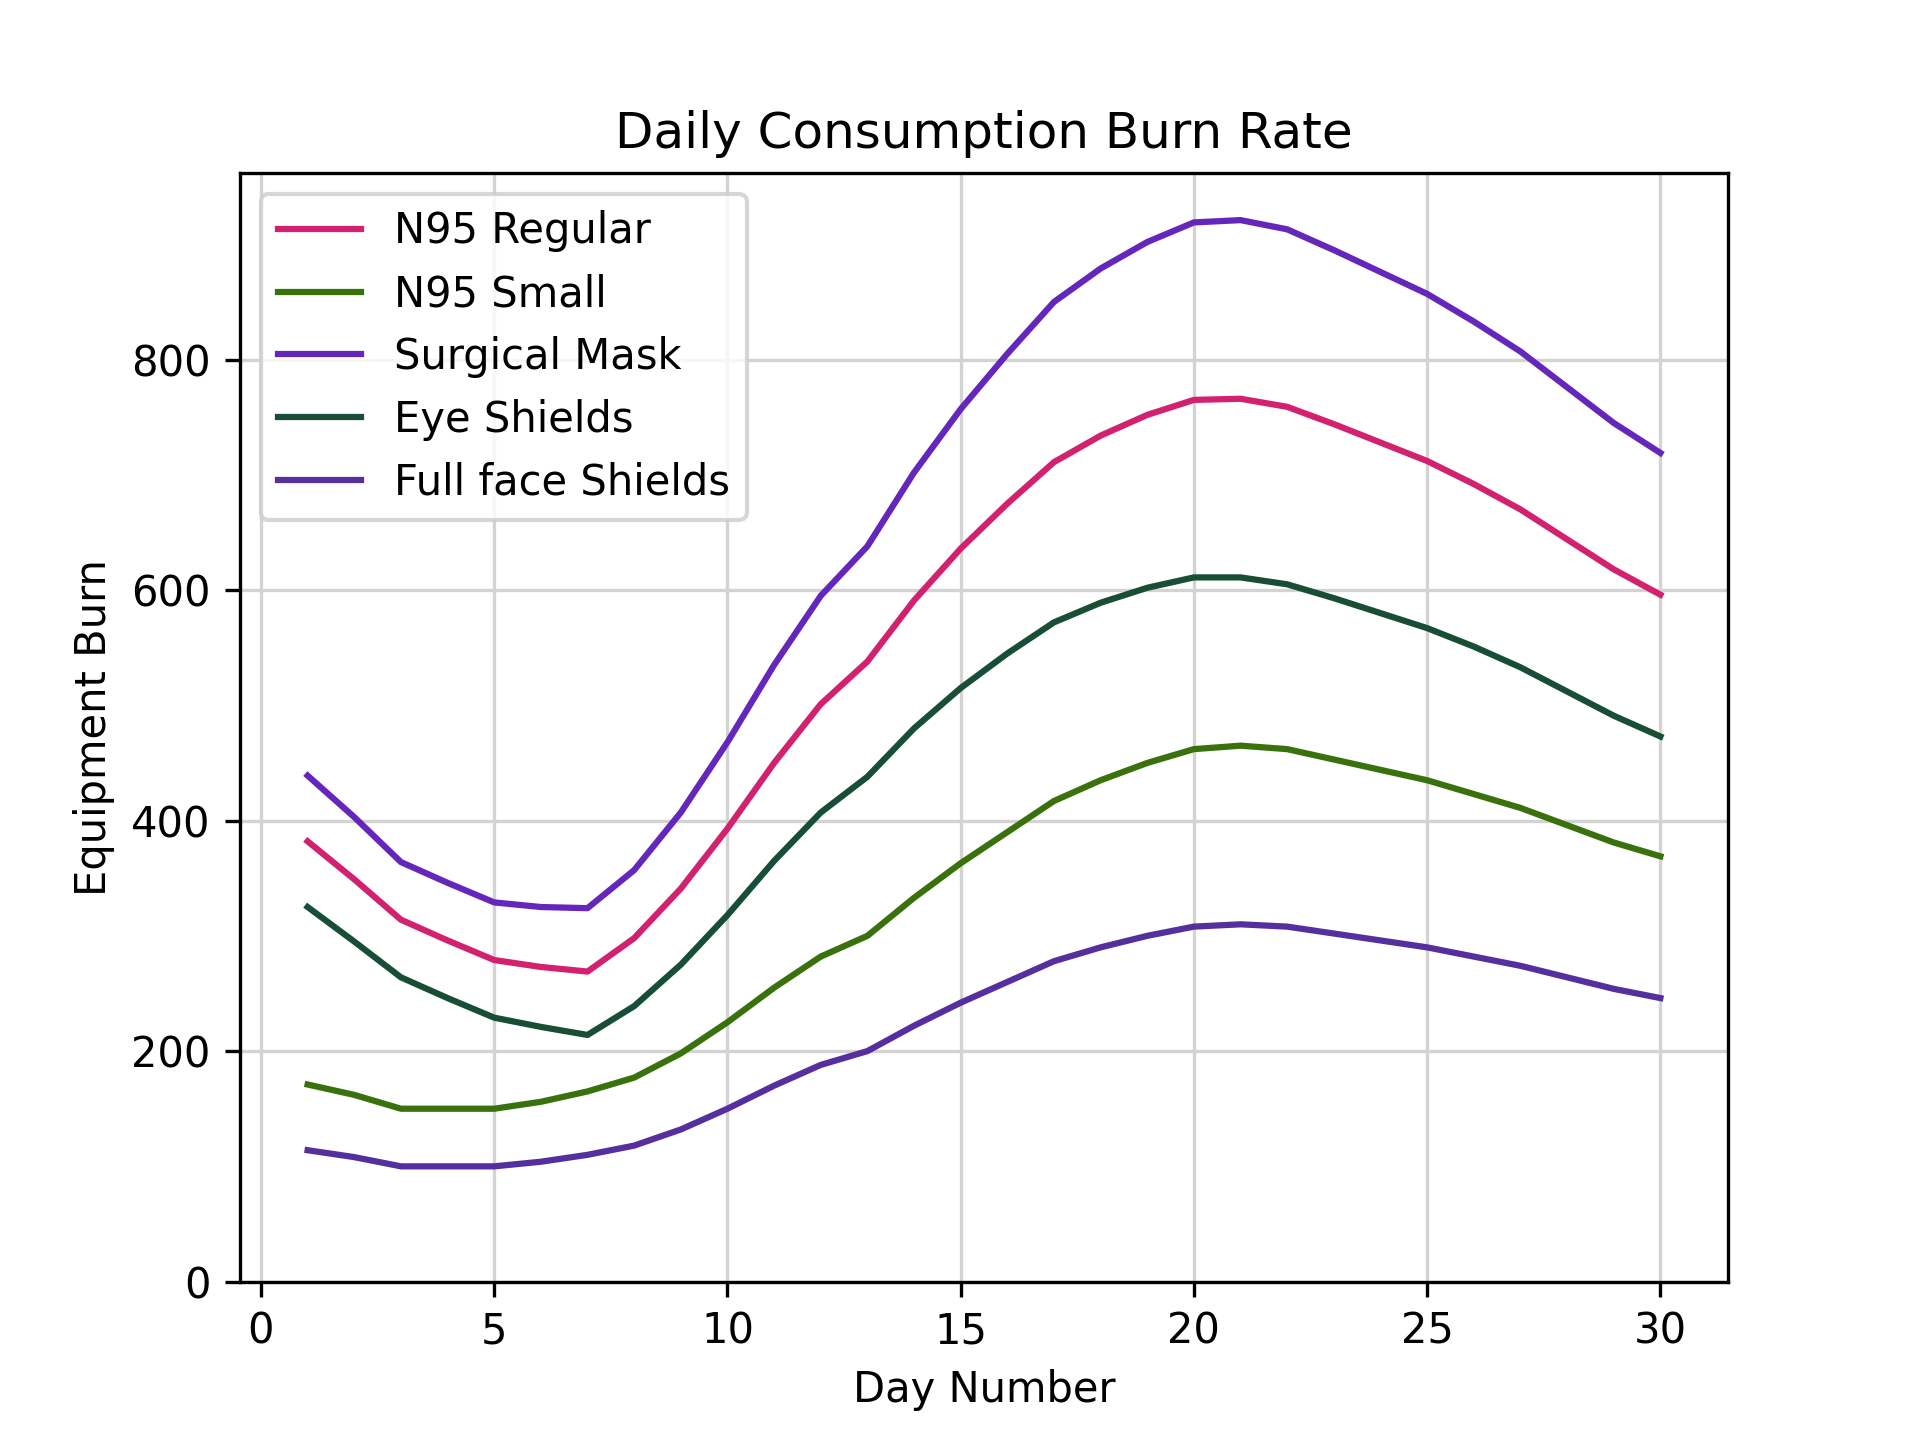 Daily Consumption Burn Rate
N95 Regular
N95 Small
Surgical Mask
Eye Shields
Full face Shields
Equipment Burn
800
600
400
200
0
0 5 10 15 20 25 30
Day Number